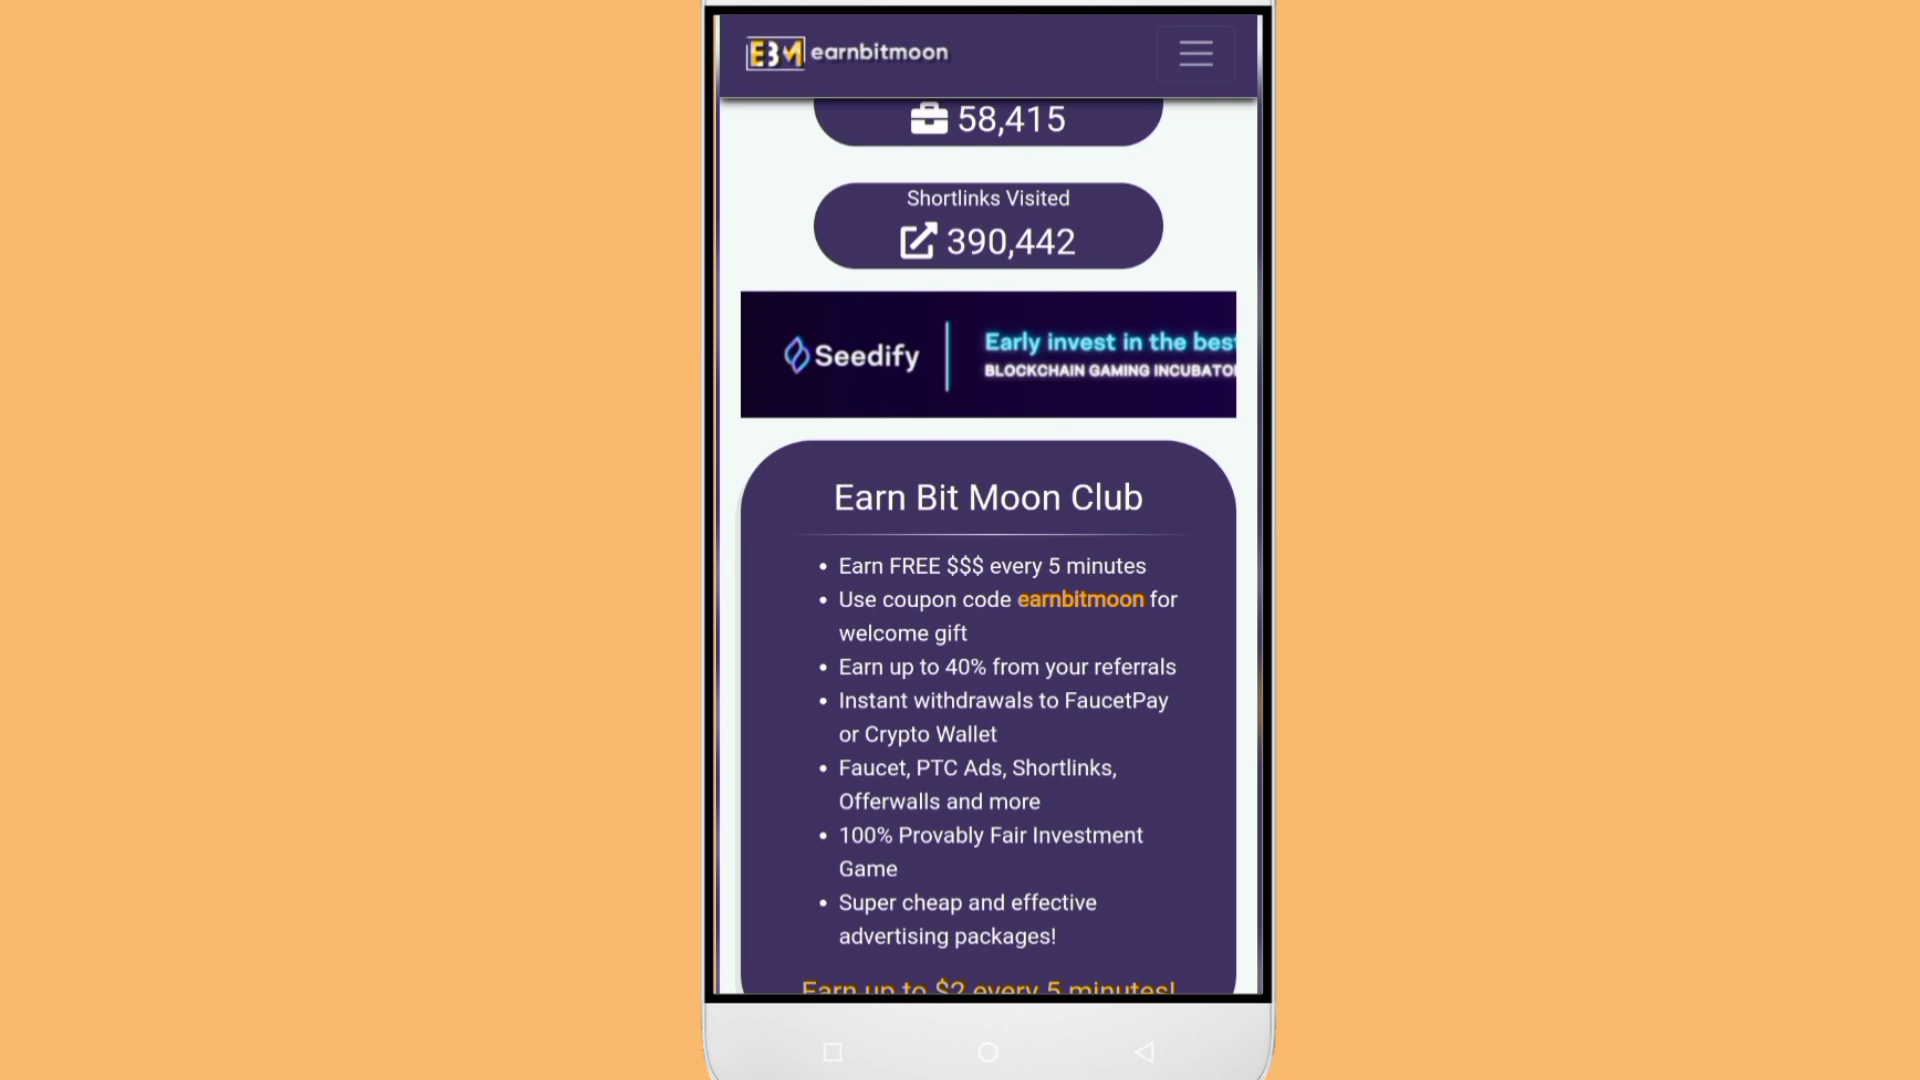 EBM earnbitmoon
58,415
Shortlinks Visited
390,442
Seedify
Early invest in the best
BLOCKCHAIN GAMING INCUBATOR
Earn Bit Moon Club
• Earn FREE $$$ every 5 minutes
• Use coupon code earnbitmoon for
welcome gift
• Earn up to 40% from your referrals
• Instant withdrawals to FaucetPay
or Crypto Wallet
• Faucet, PTC Ads, Shortlinks,
Offerwalls and more
• 100% Provably Fair Investment
Game
• Super cheap and effective
advertising packages!
Earn up to $2 every 5 minutes!